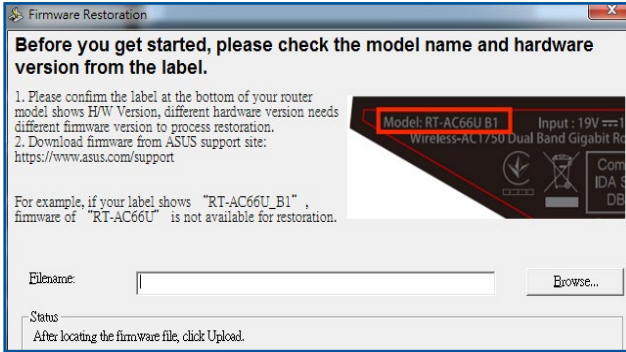 Firmware Restoration
Before you get started, please check the model name and hardware
version from the label.
1. Please confirm the label at the bottom of your router
model shows H/W Version, different hardware version needs
different firmware version to process restoration.
2. Download firmware from ASUS support site:
https://www.asus.com/support
For example, if your label shows “RT-AC66U_B1”,
firmware of “RT-AC66U” is not available for restoration.
Model: RT-AC66U B1 Input : 19V
Wireless-AC1750 Dual Band Gigabit
Com
IDA
DB
Filename:
Browse...
Status
After locating the firmware file, click Upload.